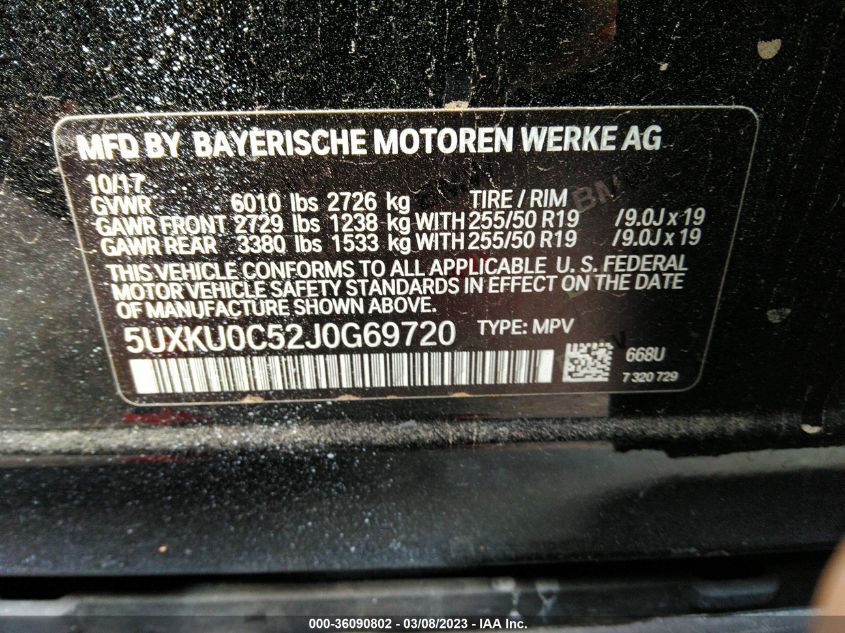 MFD BY BAYERISCHE MOTOREN WERKE AG
10/17
GVWR 6010 lbs 2726 kg TIRE / RIM
GAWR FRONT 2729 lbs 1238 kg WITH 255/50 R19 /9.0J x 19
GAWR REAR 3380 lbs 1533 kg WITH 255/50 R19 /9.0J x 19
THIS VEHICLE CONFORMS TO ALL APPLICABLE U. S. FEDERAL
MOTOR VEHICLE SAFETY STANDARDS IN EFFECT ON THE DATE
OF MANUFACTURE SHOWN ABOVE.
5UXKU0C52J0G69720 TYPE: MPV
668U
7 320 729
000-36090802 - 03/08/2023 - IAA Inc.